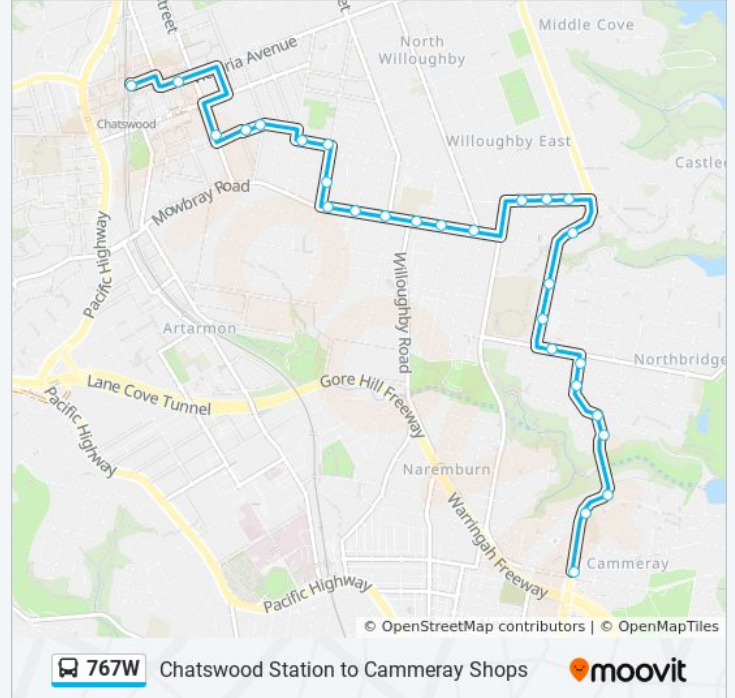 Street
et
ria Avenue
North
Willoughby
Middle Cove
Chatswood
Willoughby East
Castle
Mowbray Road
Pacific Highway
Willoughby Road
Artarmon
Northbridge
Lane Cove Tunnel
Gore Hill Freeway
Pacific Highway
Naremburn
Warringah Freeway
Cammeray
Pacific Highway
© OpenStreetMap contributors | © OpenMapTiles
767W Chatswood Station to Cammeray Shops moovit